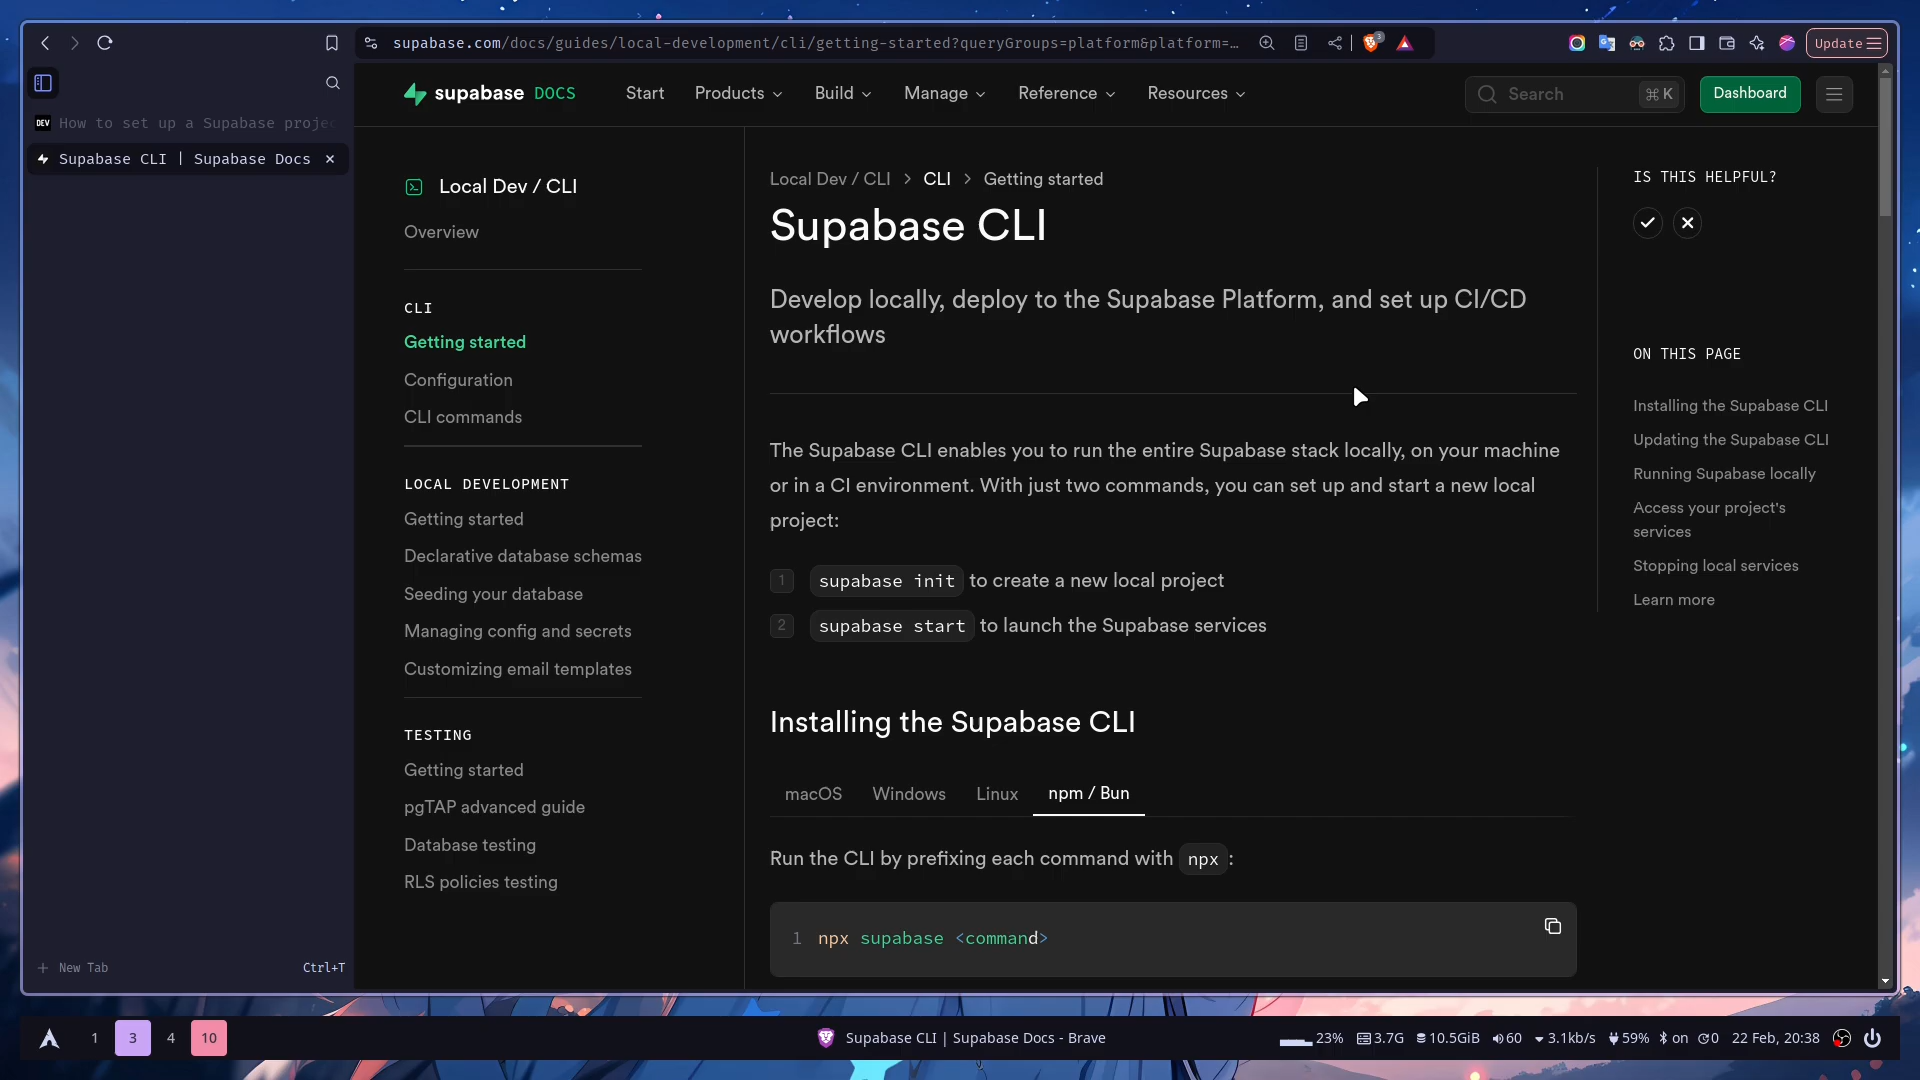 supabase.com/docs/guides/local-development/cli/getting-started?queryGroups=platform&platform=...
3
Update
DEV How to set up a Supabase projec
Supabase CLI | Supabase Docs
New Tab
Ctrl+T
supabase DOCS
Start
Products
Build
Manage
Reference
Resources
Search
⌘ K
Dashboard
Local Dev / CLI
Overview
CLI
Getting started
Configuration
CLI commands
LOCAL DEVELOPMENT
Getting started
Declarative database schemas
Seeding your database
Managing config and secrets
Customizing email templates
TESTING
Getting started
pgTAP advanced guide
Database testing
RLS policies testing
Local Dev / CLI > CLI > Getting started
Supabase CLI
Develop locally, deploy to the Supabase Platform, and set up CI/CD
workflows
The Supabase CLI enables you to run the entire Supabase stack locally, on your machine
or in a CI environment. With just two commands, you can set up and start a new local
project:
1 supabase init to create a new local project
2 supabase start to launch the Supabase services
Installing the Supabase CLI
macOS
Windows
Linux
npm / Bun
Run the CLI by prefixing each command with npx :
1 npx supabase <command>
IS THIS HELPFUL?
ON THIS PAGE
Installing the Supabase CLI
Updating the Supabase CLI
Running Supabase locally
Access your project's
services
Stopping local services
Learn more
1
3
4
10
Supabase CLI | Supabase Docs - Brave
23%
3.7G
10.5GiB
60
3.1kb/s
59%
on
0
22 Feb, 20:38